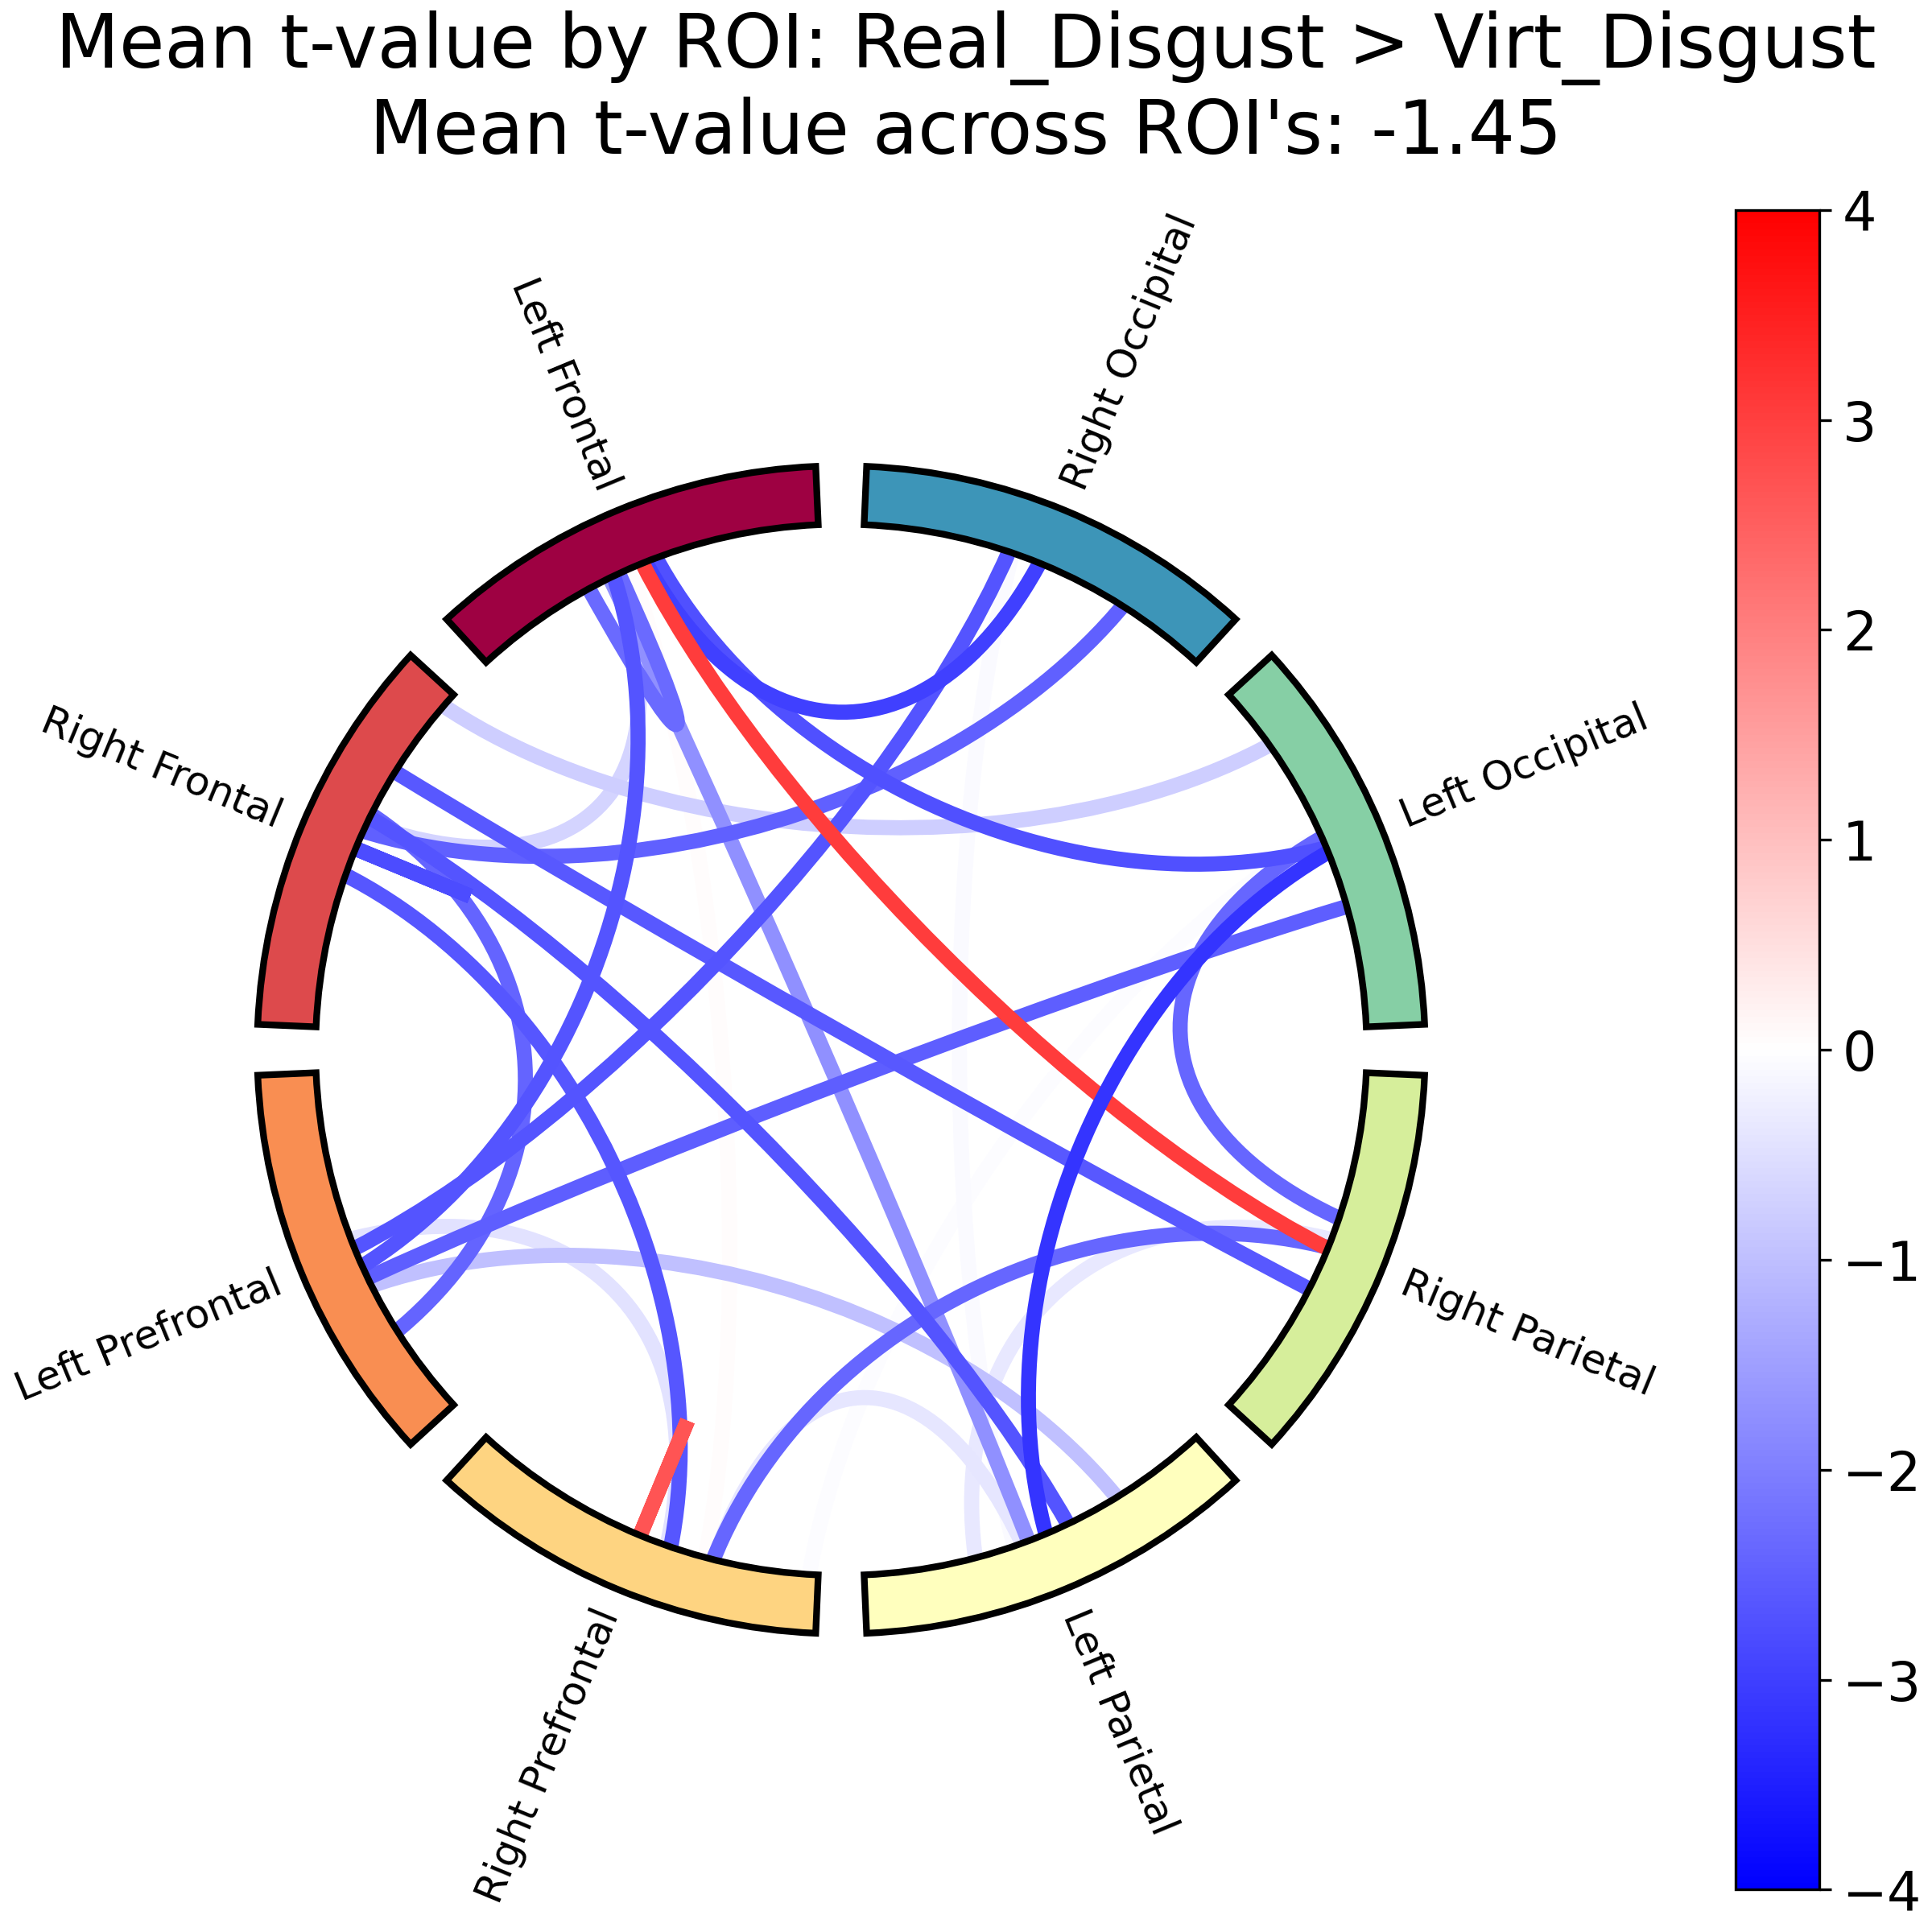 Mean t-value by ROI: Real_Disgust > Virt_Disgust
Mean t-value across ROI's: -1.45
Left Frontal
Right Occipital
Right Frontal
Left Occipital
Left Prefrontal
Right Parietal
Right Prefrontal
Left Parietal
4
3
2
1
0
−1
−2
−3
−4